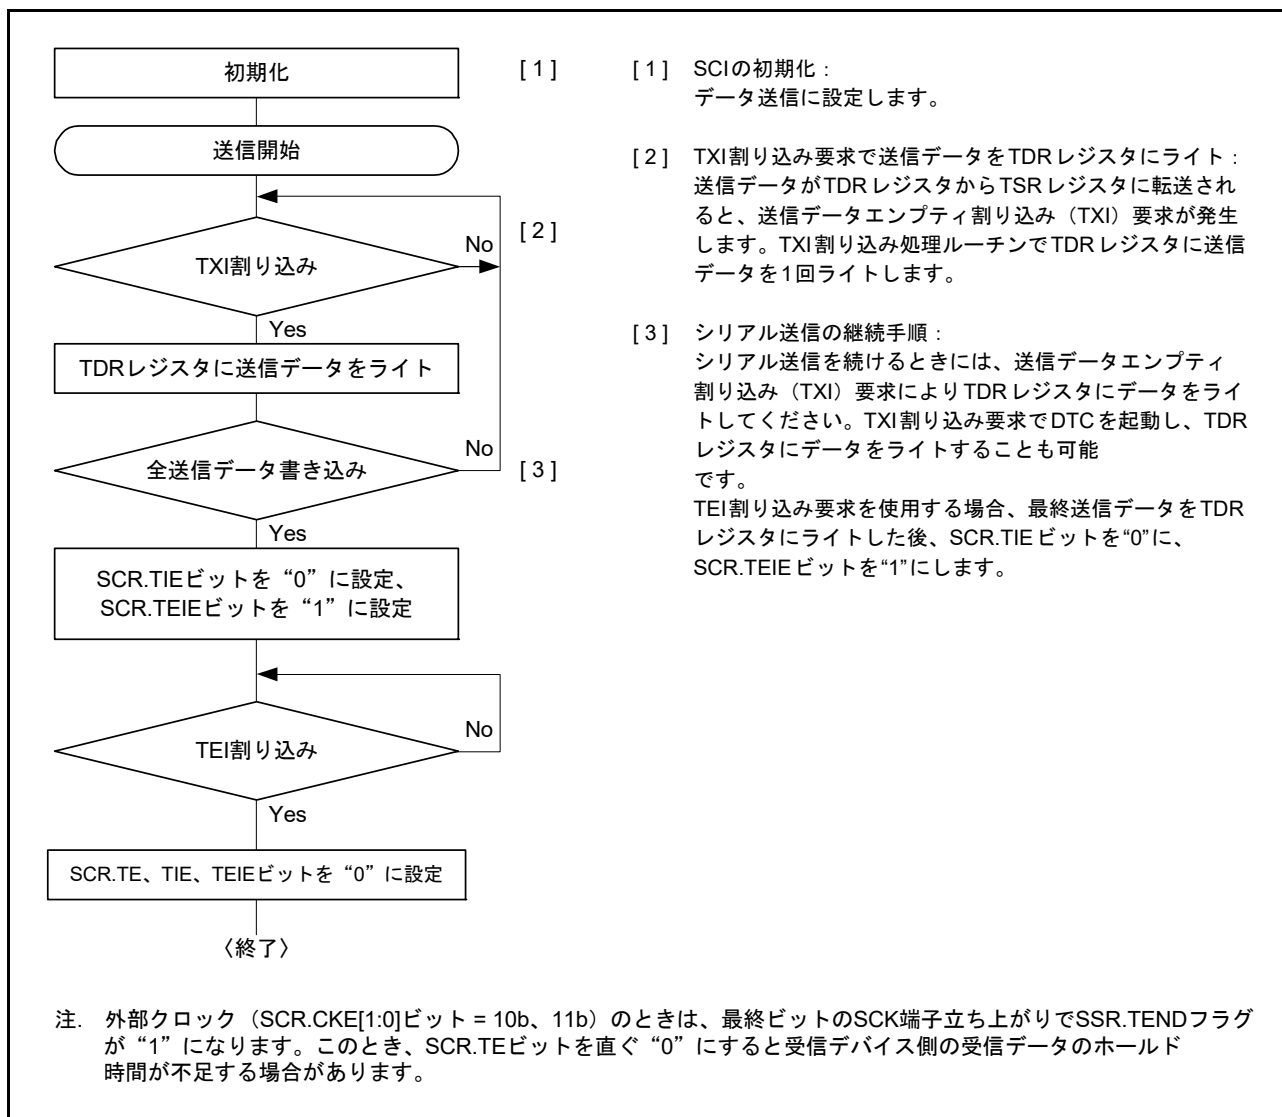 初期化
[ 1 ]
送信開始
No
[ 2 ]
TXI割り込み
Yes
TDRレジスタに送信データをライト
No
全送信データ書き込み
[ 3 ]
Yes
SCR.TIEビットを“0”に設定、
SCR.TEIEビットを“1”に設定
No
TEI割り込み
Yes
SCR.TE、TIE、TEIEビットを“0”に設定
〈終了〉
[ 1 ] SCIの初期化：
データ送信に設定します。
[ 2 ] TXI割り込み要求で送信データをTDRレジスタにライト：
送信データがTDRレジスタからTSRレジスタに転送され
ると、送信データエンプティ割り込み（TXI）要求が発生
します。TXI割り込み処理ルーチンでTDRレジスタに送信
データを1回ライトします。
[ 3 ] シリアル送信の継続手順：
シリアル送信を続けるときには、送信データエンプティ
割り込み（TXI）要求によりTDRレジスタにデータをライ
トしてください。TXI割り込み要求でDTCを起動し、TDR
レジスタにデータをライトすることも可能
です。
TEI割り込み要求を使用する場合、最終送信データをTDR
レジスタにライトした後、SCR.TIEビットを“0”に、
SCR.TEIEビットを“1”にします。
注. 外部クロック（SCR.CKE[1:0]ビット = 10b、11b）のときは、最終ビットのSCK端子立ち上がりでSSR.TENDフラグ
が“1”になります。このとき、SCR.TEビットを直ぐ“0”にすると受信デバイス側の受信データのホールド
時間が不足する場合があります。